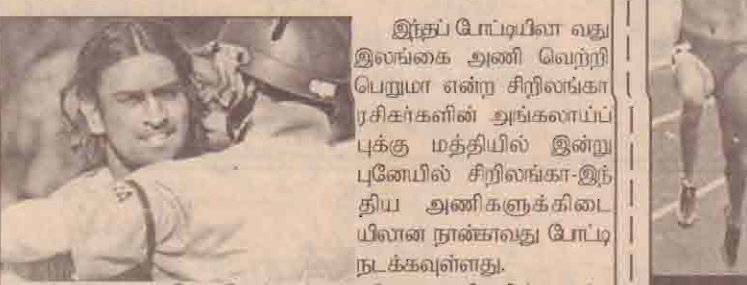 இந்தப் போட்டியிலா வது
இலங்கை அணி வெற்றி
பெறுமா என்ற சிறிலங்கா
ரசிகர்களின் அங்கலாய்ப்
புக்கு மத்தியில் இன்று
புனேயில் சிறிலங்கா-இந்
திய அணிகளுக்கிடை
யிலான நான்காவது போட்டி
நடக்கவுள்ளது.